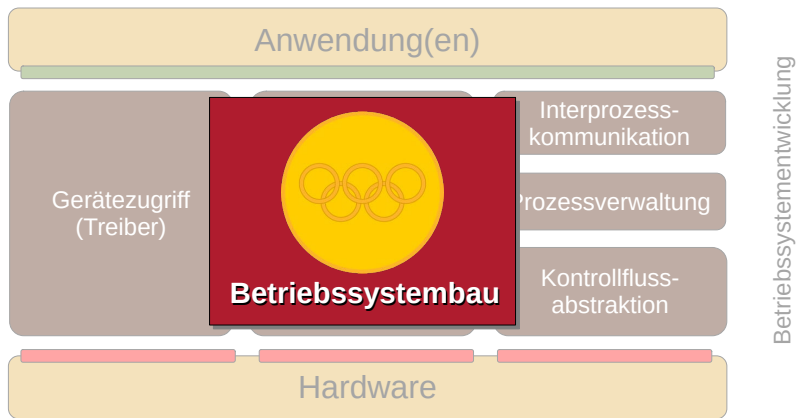 Anwendung(en)
Gerätezugriff
(Treiber)
Betriebssystembau
Interprozess-
kommunikation
Prozessverwaltung
Kontrollfluss-
abstraktion
Hardware
Betriebssystementwicklung